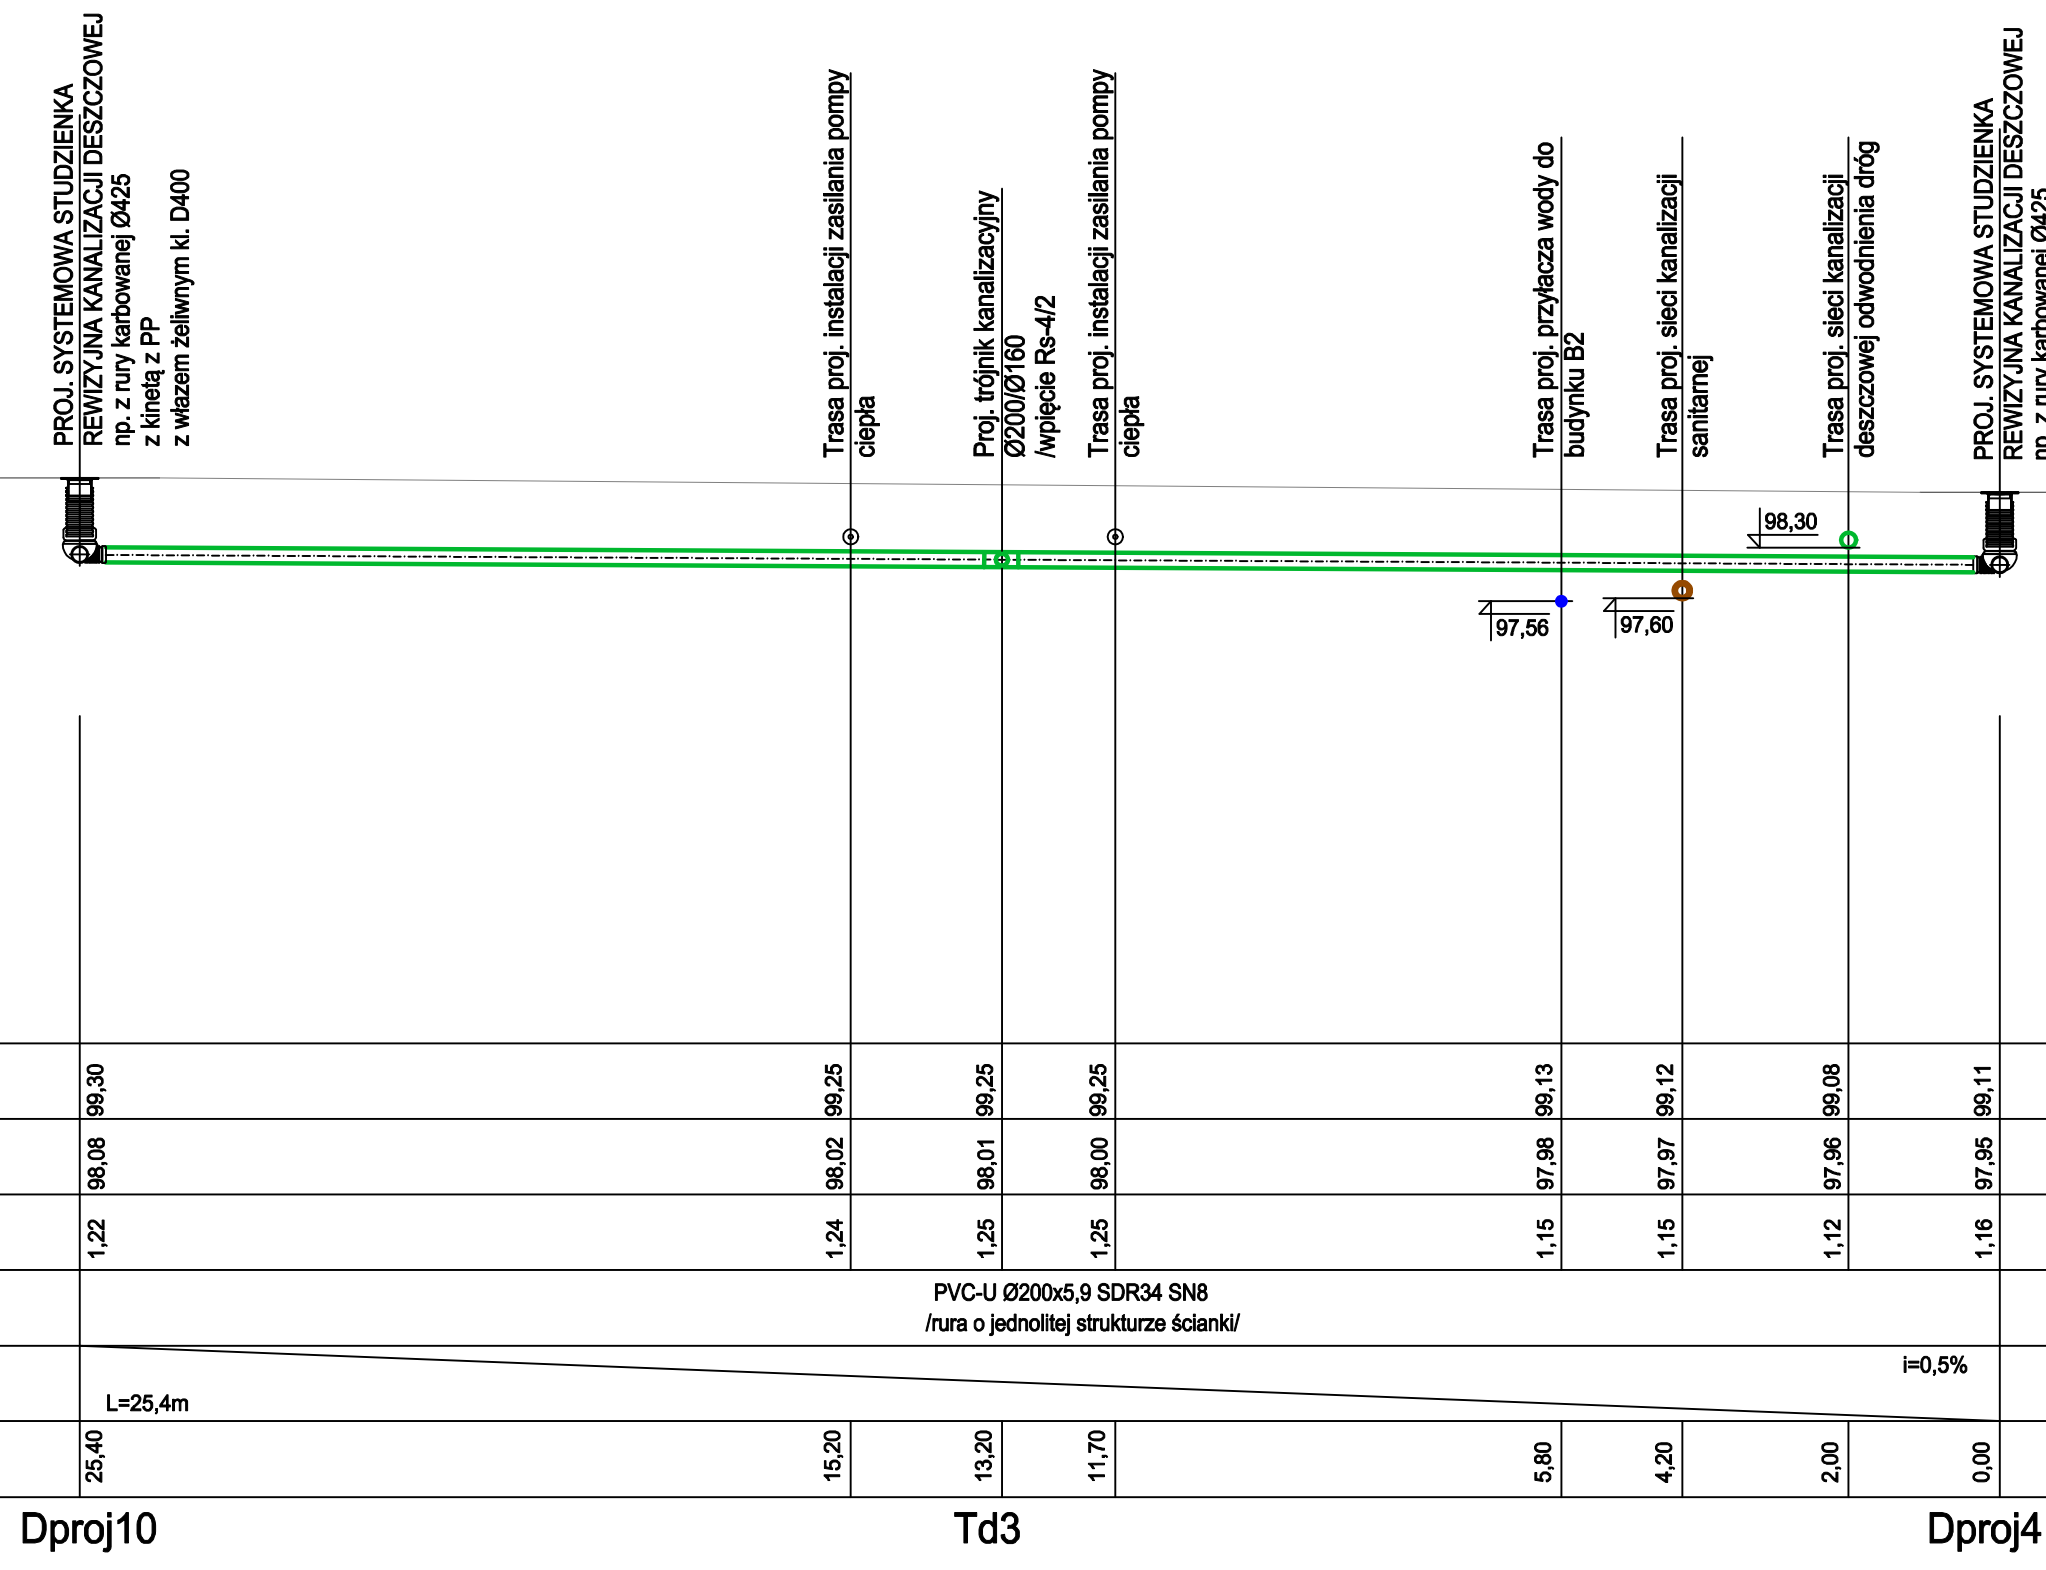 PROJ. SYSTEMOWA STUDZIENKA
REWIZYJNA KANALIZACJI DESZCZOWEJ
np. z rury karbowanej Ø425
z kinetą z PP
z włazem żeliwnym kl. D400
Trasa proj. instalacji zasilania pompy
ciepła
Proj. trójnik kanalizacyjny
Ø200/Ø160
/wpięcie Rs-4/2
Trasa proj. instalacji zasilania pompy
ciepła
Trasa proj. przyłacza wody do
budynku B2
Trasa proj. sieci kanalizacji
sanitarnej
Trasa proj. sieci kanalizacji
deszczowej odwodnienia dróg
PROJ. SYSTEMOWA STUDZIENKA
REWIZYJNA KANALIZACJI DESZCZOWEJ
np. z rury karbowanej Ø425
98,30
97,56
97,60
99,30 99,25 99,25 99,25 99,13 99,12 99,08 99,11
98,08 98,02 98,01 98,00 97,98 97,97 97,96 97,95
1,22 1,24 1,25 1,25 1,15 1,15 1,12 1,16
PVC-U Ø200x5,9 SDR34 SN8
/rura o jednolitej strukturze ścianki/
i=0,5%
L=25,4m
25,40 15,20 13,20 11,70 5,80 4,20 2,00 0,00
Dproj10 Td3 Dproj4